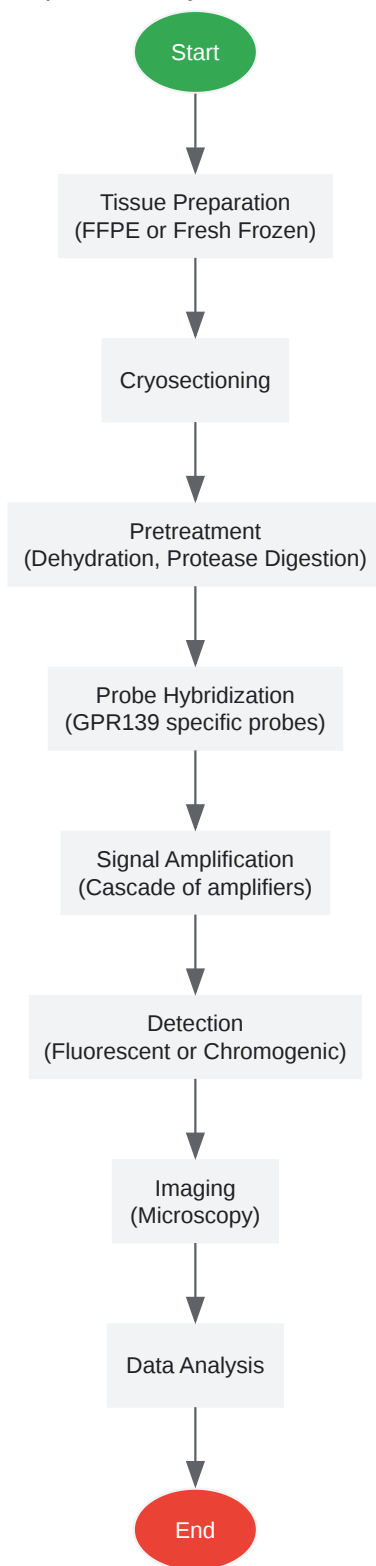 Start
Tissue Preparation
(FFPE or Fresh Frozen)
Cryosectioning
Pretreatment
(Dehydration, Protease Digestion)
Probe Hybridization
(GPR139 specific probes)
Signal Amplification
(Cascade of amplifiers)
Detection
(Fluorescent or Chromogenic)
Imaging
(Microscopy)
Data Analysis
End